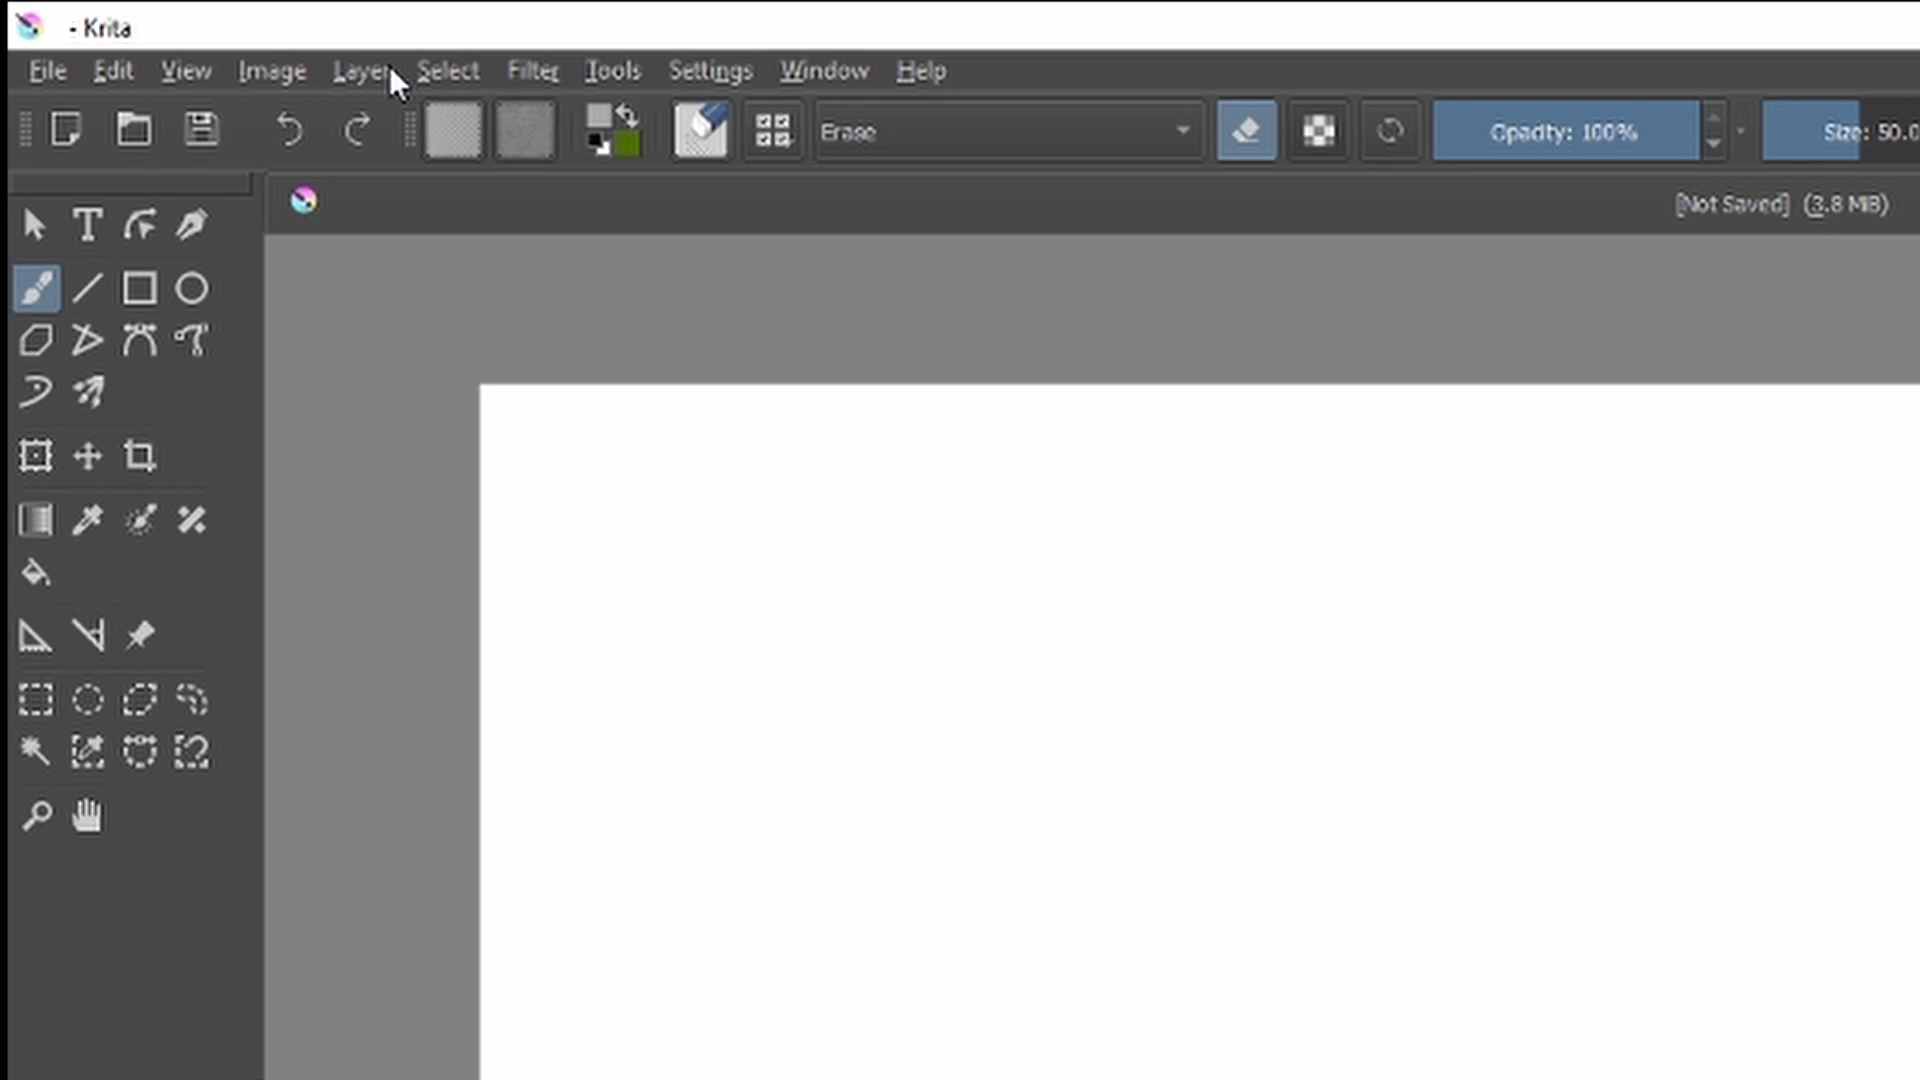 - Krita
File Edit View Image Layer Select Filter Tools Settings Window Help
Erase Opacity: 100% Size: 50.0
[Not Saved] (3.8 MiB)